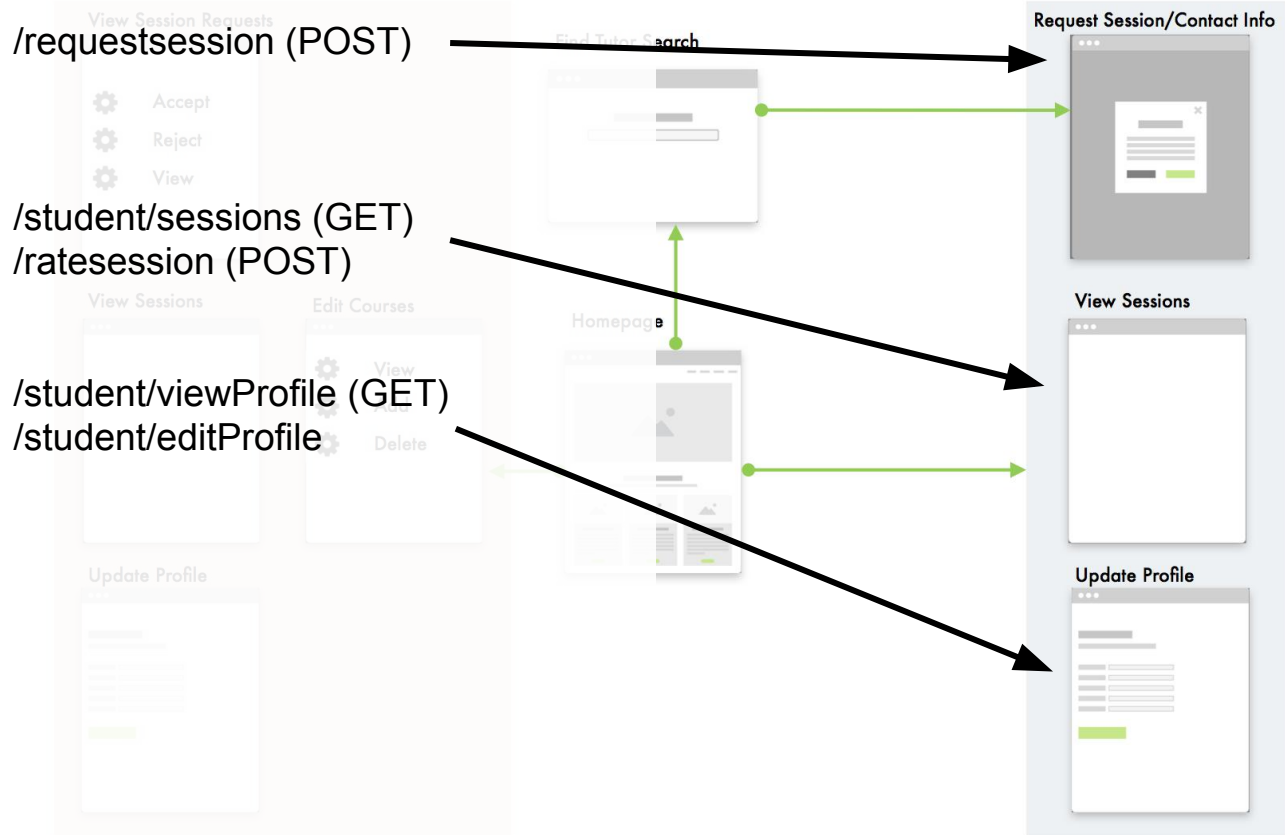 View Session Requests
/requestsession (POST)
Accept
Reject
View
/student/sessions (GET)
/ratesession (POST)
View Sessions
Edit Courses
View
/student/viewProfile (GET)
Add
/student/editProfile
Delete
Update Profile
Find Tutor Search
Homepage
Request Session/Contact Info
View Sessions
Update Profile